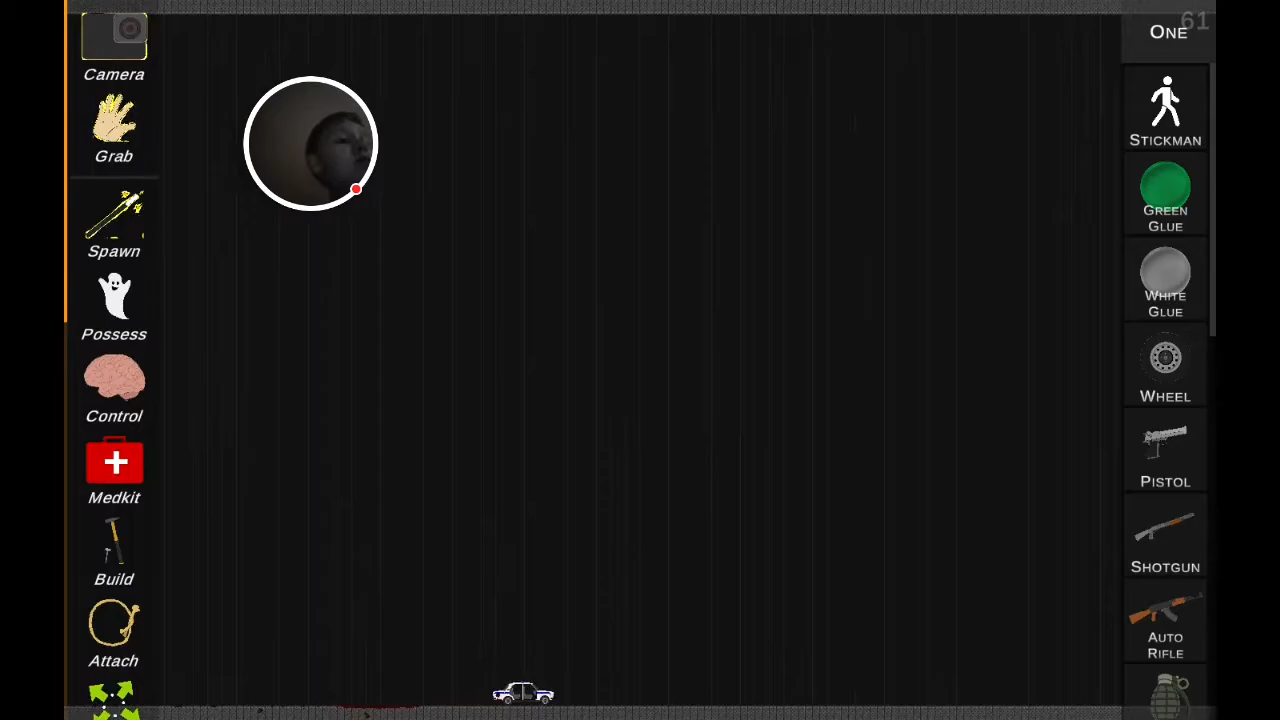 61
One
Camera
Grab
Spawn
Possess
Control
Medkit
Build
Attach
Stickman
Green
Glue
White
Glue
Wheel
Pistol
Shotgun
Auto
Rifle